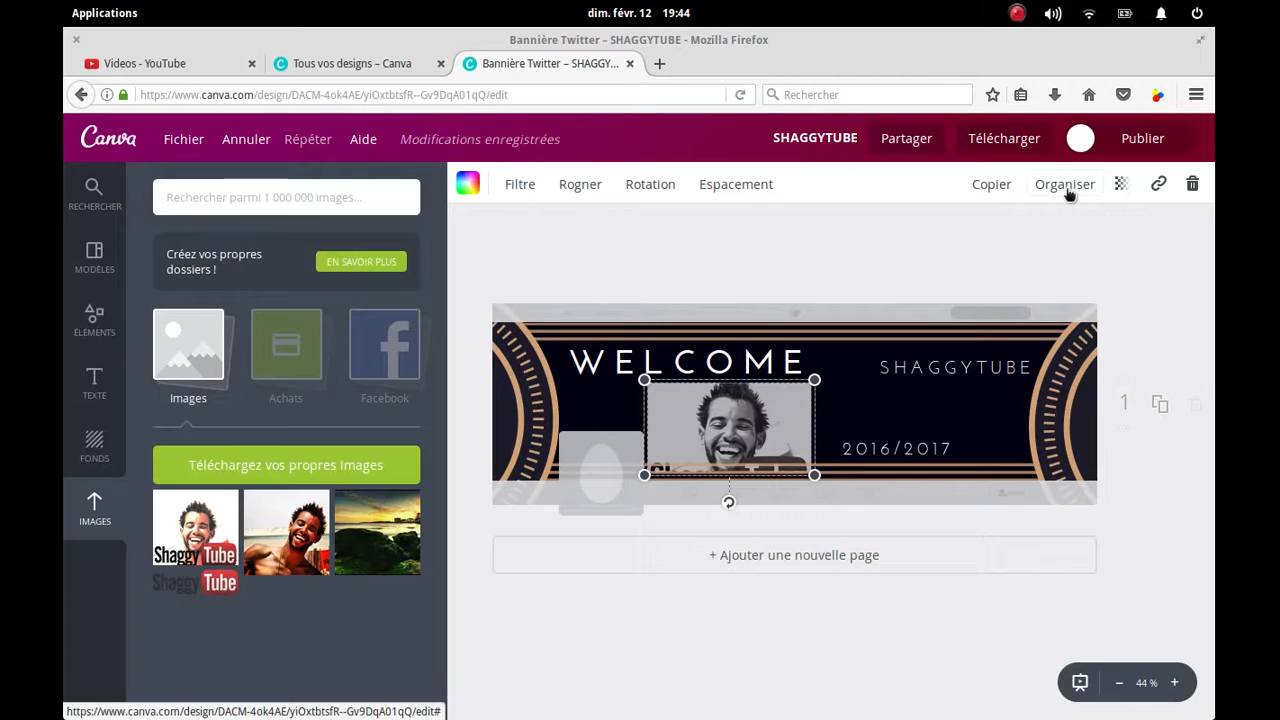 Applications
dim. févr. 12 19:44
Bannière Twitter – SHAGGYTUBE - Mozilla Firefox
Videos - YouTube
Tous vos designs – Canva
Bannière Twitter – SHAGGY...
https://www.canva.com/design/DACM-4ok4AE/yiOxtbtsfR--Gv9DqA01qQ/edit
Rechercher
Canva
Fichier
Annuler
Répéter
Aide
Modifications enregistrées
SHAGGYTUBE
Partager
Télécharger
Publier
Filtre
Rogner
Rotation
Espacement
Copier
Organiser
RECHERCHER
MODÈLES
ÉLÉMENTS
TEXTE
FONDS
IMAGES
Rechercher parmi 1 000 000 images...
Créez vos propres
dossiers !
EN SAVOIR PLUS
Images
Achats
Facebook
Téléchargez vos propres Images
Shaggy Tube
Shaggy Tube
WELCOME
SHAGGYTUBE
2016/2017
1
+ Ajouter une nouvelle page
44 %
https://www.canva.com/design/DACM-4ok4AE/yiOxtbtsfR--Gv9DqA01qQ/edit#